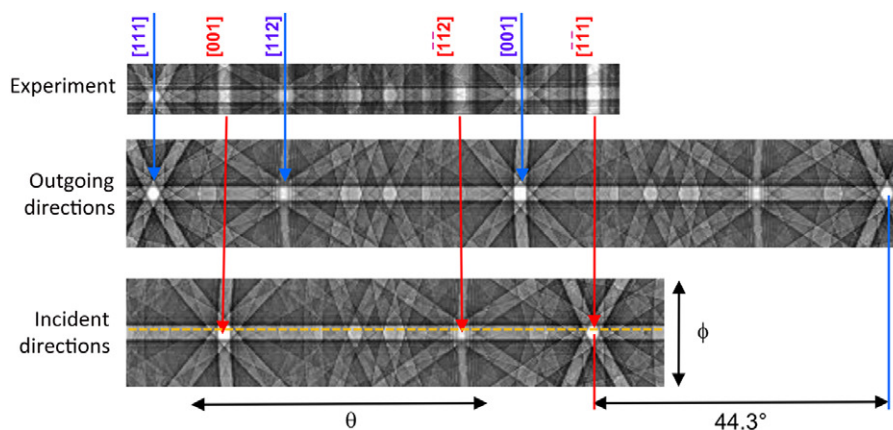 [111]
[001]
[112]
[1̄1̄2]
[001]
[1̄1̄1]
Experiment
Outgoing
directions
Incident
directions
ϕ
θ
44.3°